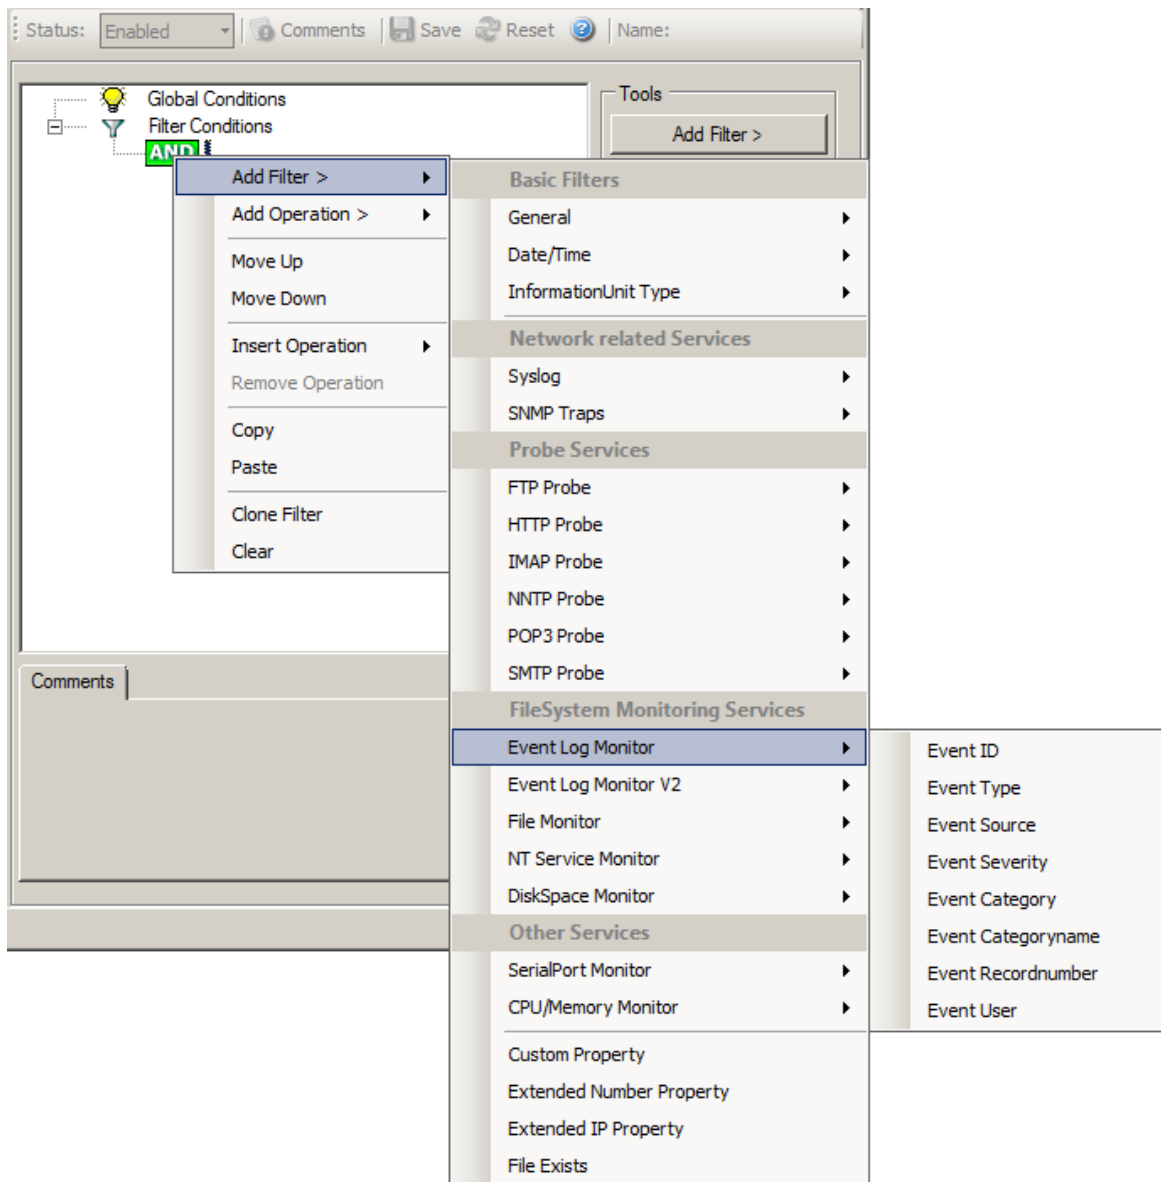 Status: Enabled Comments Save Reset Name:
Global Conditions
Filter Conditions
AND
Tools
Add Filter >
Add Filter >
Add Operation >
Move Up
Move Down
Insert Operation
Remove Operation
Copy
Paste
Clone Filter
Clear
Basic Filters
General
Date/Time
InformationUnit Type
Network related Services
Syslog
SNMP Traps
Probe Services
FTP Probe
HTTP Probe
IMAP Probe
NNTP Probe
POP3 Probe
SMTP Probe
FileSystem Monitoring Services
Event Log Monitor
Event Log Monitor V2
File Monitor
NT Service Monitor
DiskSpace Monitor
Other Services
SerialPort Monitor
CPU/Memory Monitor
Custom Property
Extended Number Property
Extended IP Property
File Exists
Event ID
Event Type
Event Source
Event Severity
Event Category
Event Categoryname
Event Recordnumber
Event User
Comments